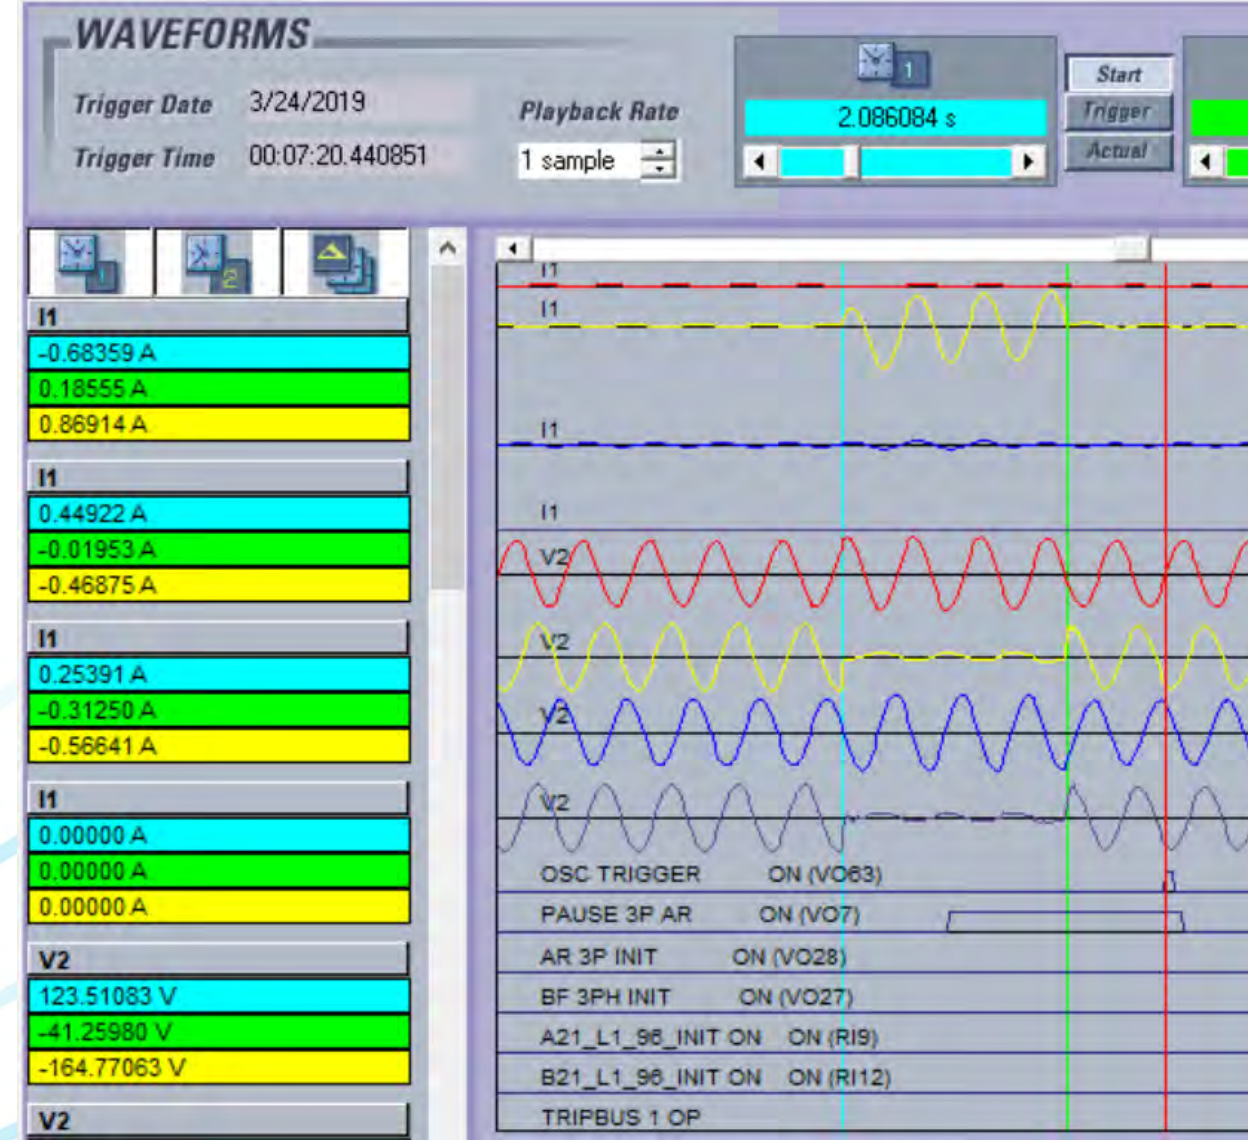 WAVEFORMS
Trigger Date 3/24/2019
Trigger Time 00:07:20.440851
Playback Rate
1 sample
1
2.086084 s
Start
Trigger
Actual
1
2
I1
-0.68359 A
0.18555 A
0.86914 A
I1
0.44922 A
-0.01953 A
-0.46875 A
I1
0.25391 A
-0.31250 A
-0.56641 A
I1
0.00000 A
0.00000 A
0.00000 A
V2
123.51083 V
-41.25980 V
-164.77063 V
V2
I1
I1
I1
I1
V2
V2
V2
V2
OSC TRIGGER ON (VO63)
PAUSE 3P AR ON (VO7)
AR 3P INIT ON (VO28)
BF 3PH INIT ON (VO27)
A21_L1_96_INIT ON ON (RI9)
B21_L1_96_INIT ON ON (RI12)
TRIPBUS 1 OP